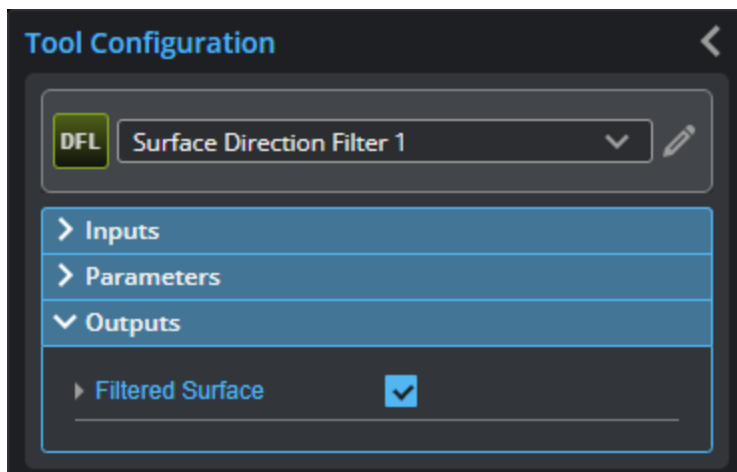 Tool Configuration
DFL Surface Direction Filter 1
Inputs
Parameters
Outputs
Filtered Surface